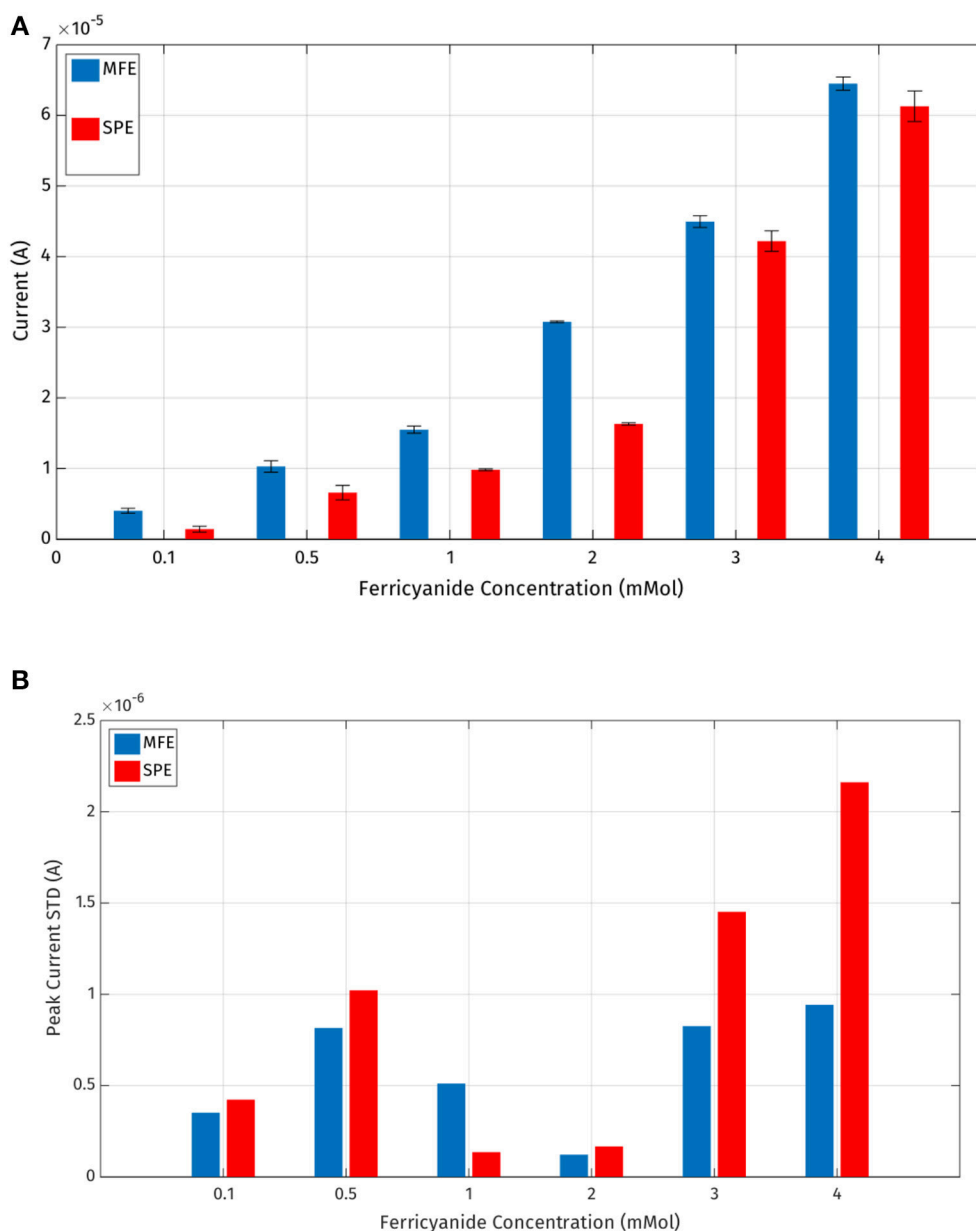 A
×10⁻⁵
7
6
5
4
3
2
1
0
MFE
SPE
Current (A)
0 0.1 0.5 1 2 3 4
Ferricyanide Concentration (mMol)
B
×10⁻⁶
2.5
2
1.5
1
0.5
0
MFE
SPE
Peak Current STD (A)
0.1 0.5 1 2 3 4
Ferricyanide Concentration (mMol)